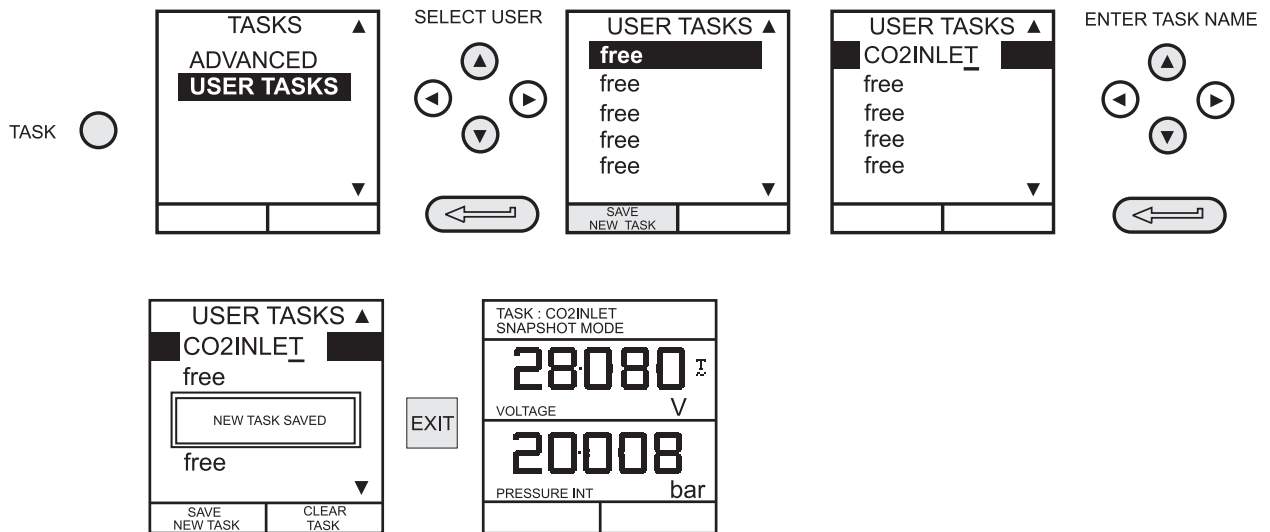 TASK
TASKS ▲
ADVANCED
USER TASKS
▼
SELECT USER
▲
◀ ▶
▼
USER TASKS ▲
free
free
free
free
free
▼
SAVE
NEW TASK
USER TASKS ▲
CO2INLET
free
free
free
free
▼
ENTER TASK NAME
▲
◀ ▶
▼
USER TASKS ▲
CO2INLET
free
NEW TASK SAVED
free
▼
SAVE
NEW TASK
CLEAR
TASK
EXIT
TASK : CO2INLET
SNAPSHOT MODE
28.080 T~
VOLTAGE V
20.008
PRESSURE INT bar